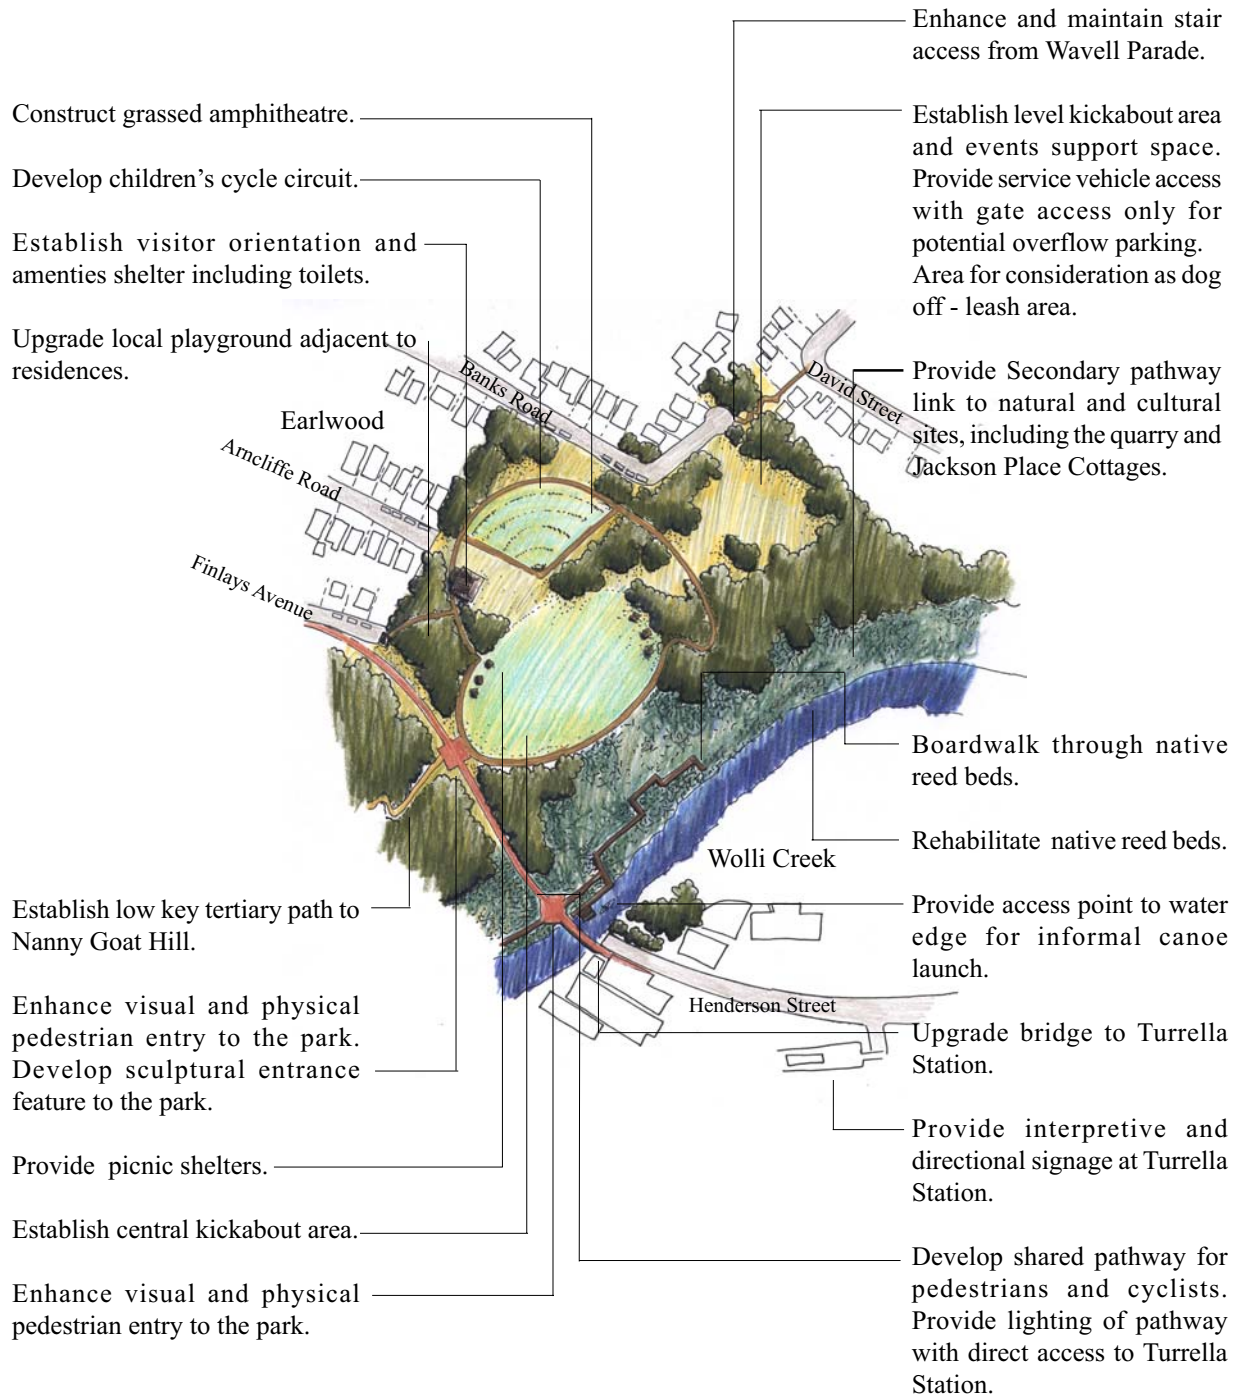 Enhance and maintain stair
access from Wavell Parade.
Construct grassed amphitheatre.
Develop children's cycle circuit.
Establish visitor orientation and
amenities shelter including toilets.
Upgrade local playground adjacent to
residences.
Establish level kickabout area
and events support space.
Provide service vehicle access
with gate access only for
potential overflow parking.
Area for consideration as dog
off - leash area.
Provide Secondary pathway
link to natural and cultural
sites, including the quarry and
Jackson Place Cottages.
Banks Road
David Street
Earlwood
Arncliffe Road
Finlays Avenue
Boardwalk through native
reed beds.
Rehabilitate native reed beds.
Wolli Creek
Provide access point to water
edge for informal canoe
launch.
Henderson Street
Upgrade bridge to Turrella
Station.
Provide interpretive and
directional signage at Turrella
Station.
Develop shared pathway for
pedestrians and cyclists.
Provide lighting of pathway
with direct access to Turrella
Station.
Establish low key tertiary path to
Nanny Goat Hill.
Enhance visual and physical
pedestrian entry to the park.
Develop sculptural entrance
feature to the park.
Provide picnic shelters.
Establish central kickabout area.
Enhance visual and physical
pedestrian entry to the park.